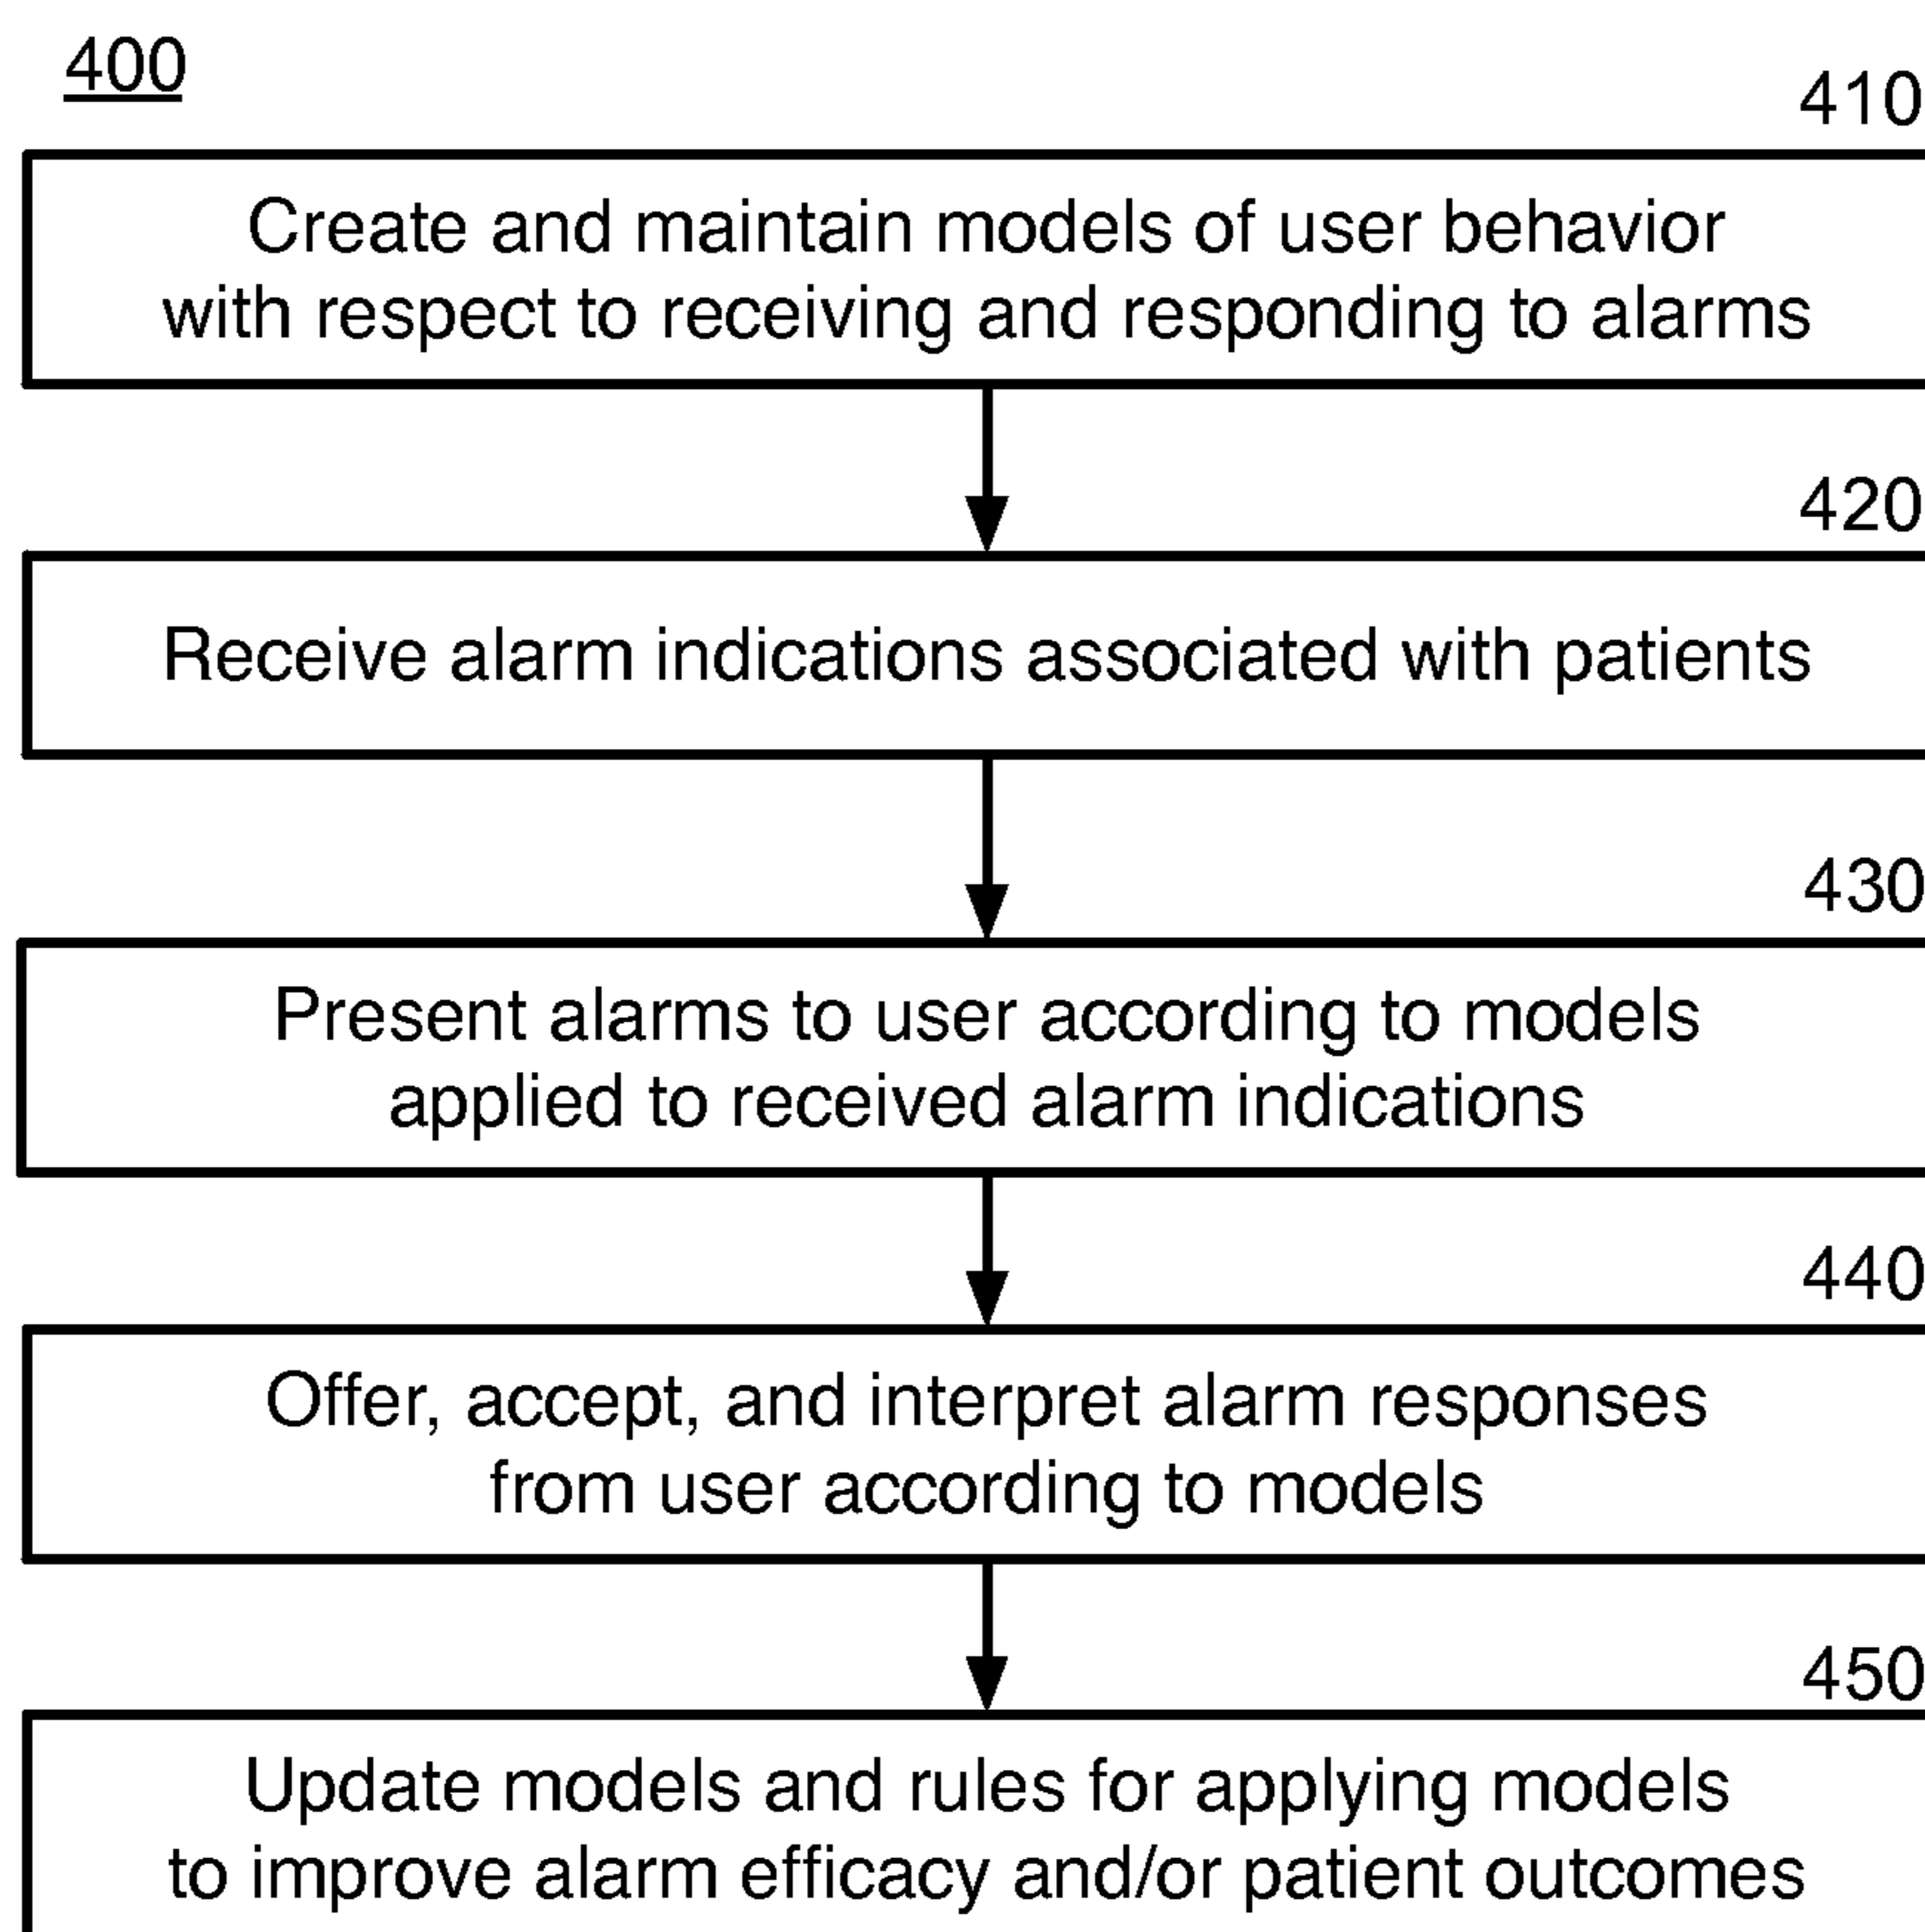 400
410
Create and maintain models of user behavior
with respect to receiving and responding to alarms
420
Receive alarm indications associated with patients
430
Present alarms to user according to models
applied to received alarm indications
440
Offer, accept, and interpret alarm responses
from user according to models
450
Update models and rules for applying models
to improve alarm efficacy and/or patient outcomes